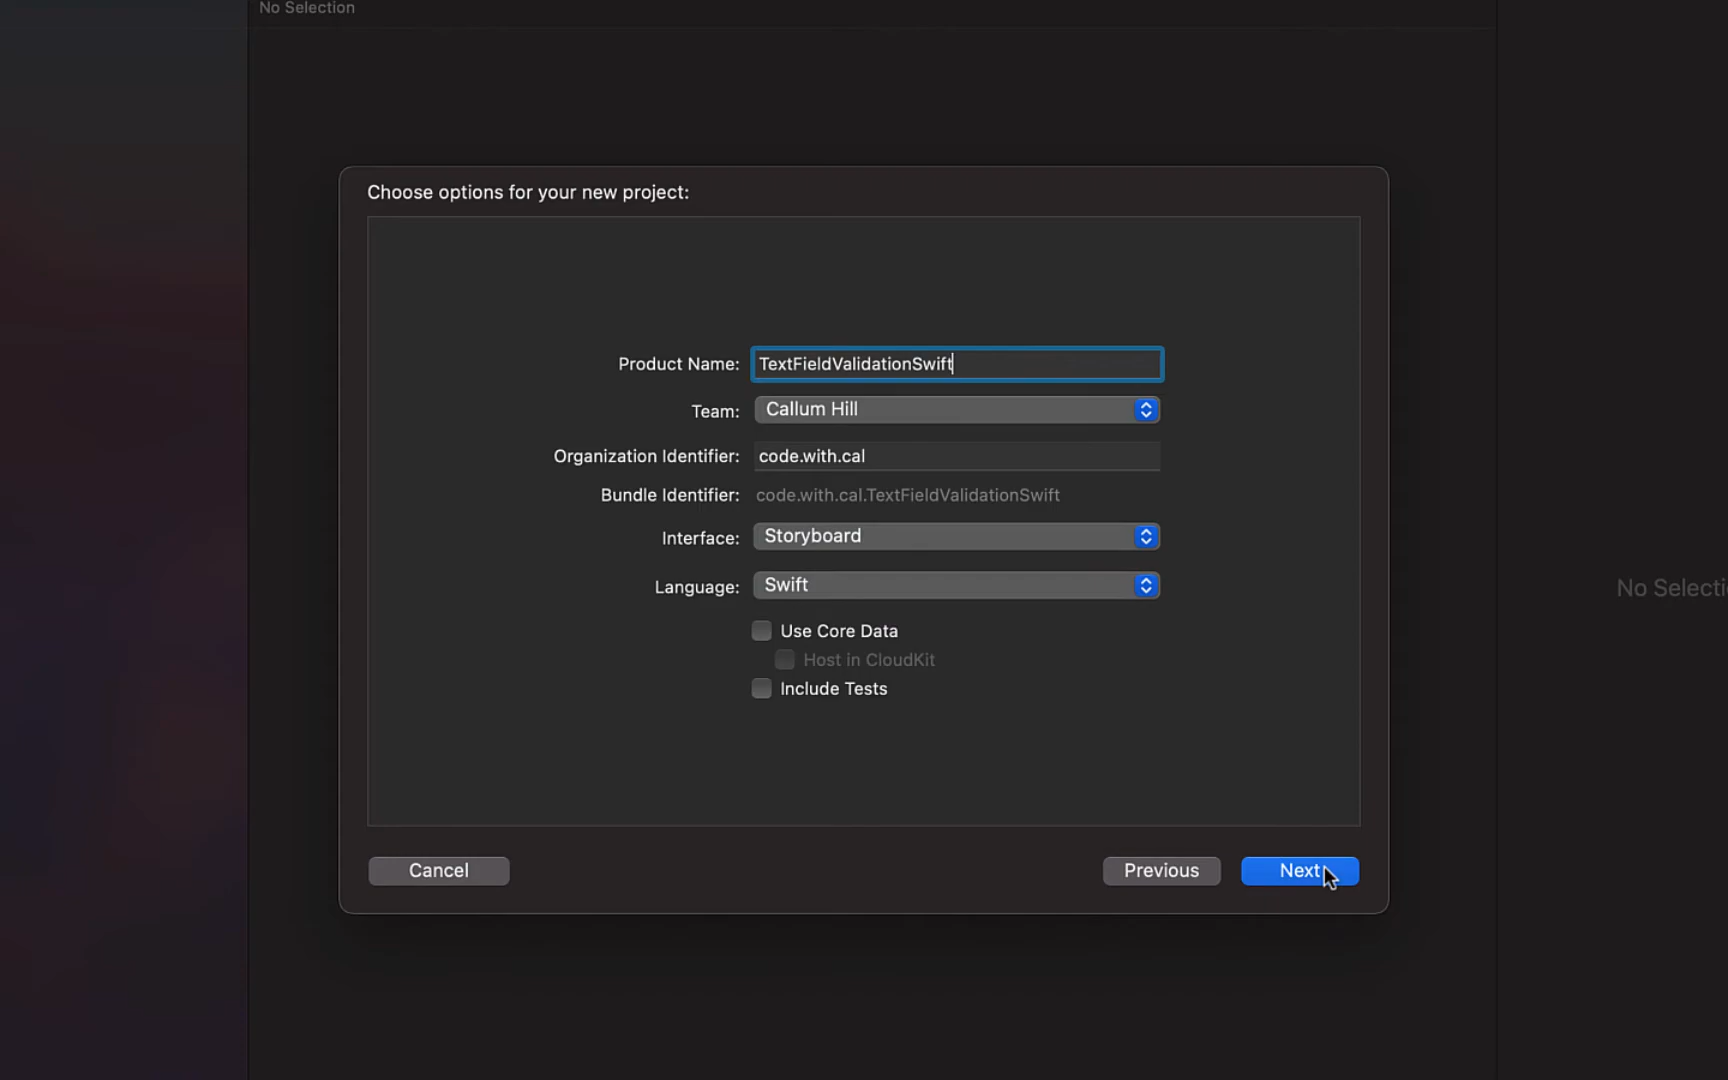 No Selection
Choose options for your new project:
Product Name: TextFieldValidationSwift
Team: Callum Hill
Organization Identifier: code.with.cal
Bundle Identifier: code.with.cal.TextFieldValidationSwift
Interface: Storyboard
Language: Swift
No Selecti
Use Core Data
Host in CloudKit
Include Tests
Cancel
Previous
Next